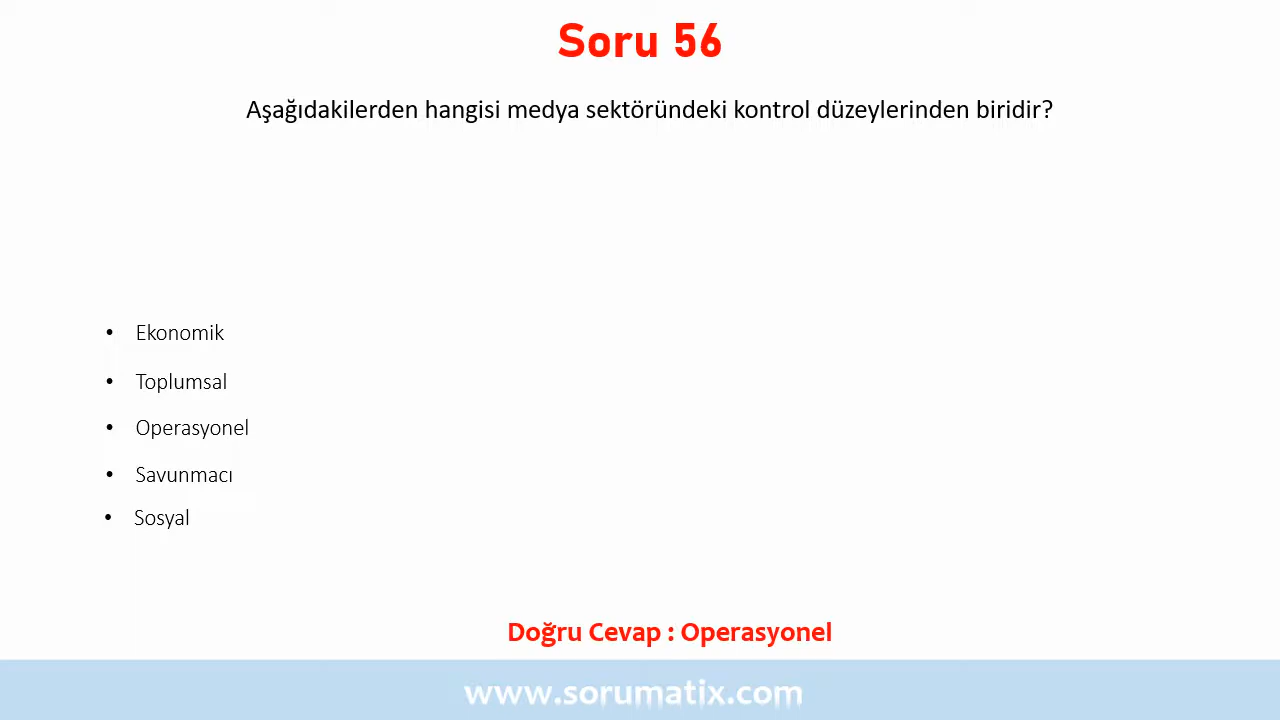 Soru 56
Aşağıdakilerden hangisi medya sektöründeki kontrol düzeylerinden biridir?
• Ekonomik
• Toplumsal
• Operasyonel
• Savunmacı
• Sosyal
Doğru Cevap : Operasyonel
www.sorumatix.com